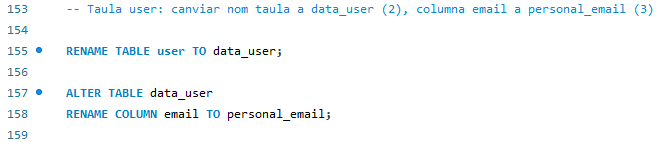 153 -- Taula user: canviar nom taula a data_user (2), columna email a personal_email (3)
154
155 RENAME TABLE user TO data_user;
156
157 ALTER TABLE data_user
158 RENAME COLUMN email TO personal_email;
159